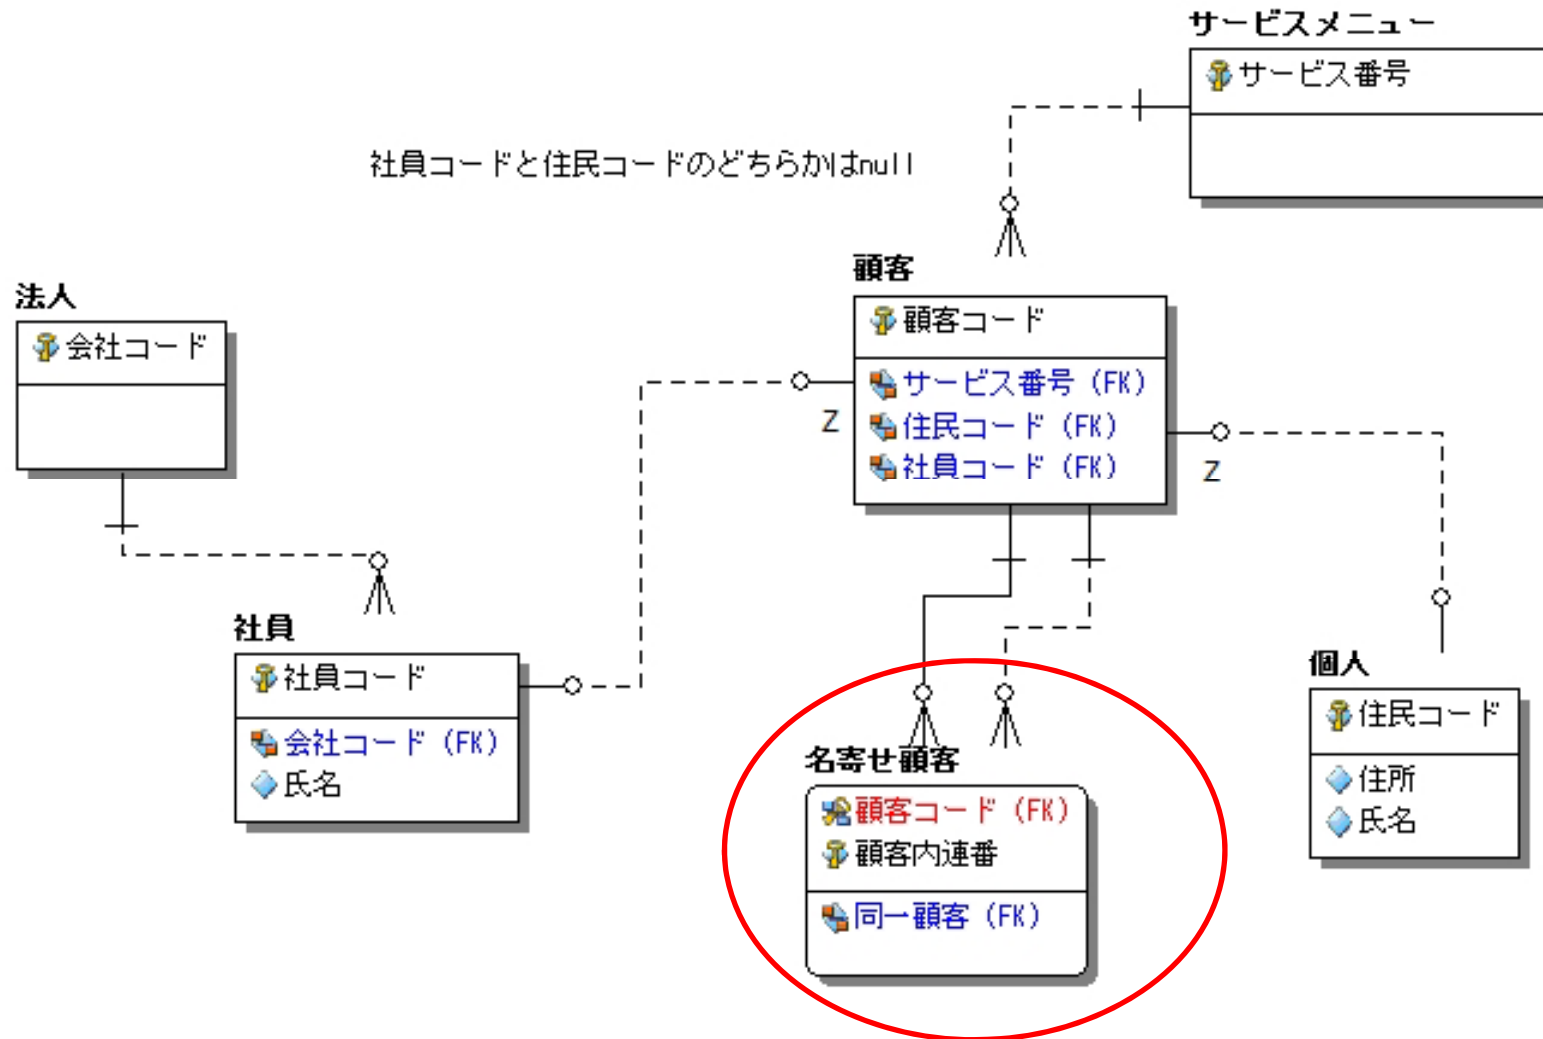 サービスメニュー
サービス番号
社員コードと住民コードのどちらかはnull
顧客
顧客コード
サービス番号 (FK)
住民コード (FK)
社員コード (FK)
Z
Z
法人
会社コード
社員
社員コード
会社コード (FK)
氏名
名寄せ顧客
顧客コード (FK)
顧客内連番
同一顧客 (FK)
個人
住民コード
住所
氏名